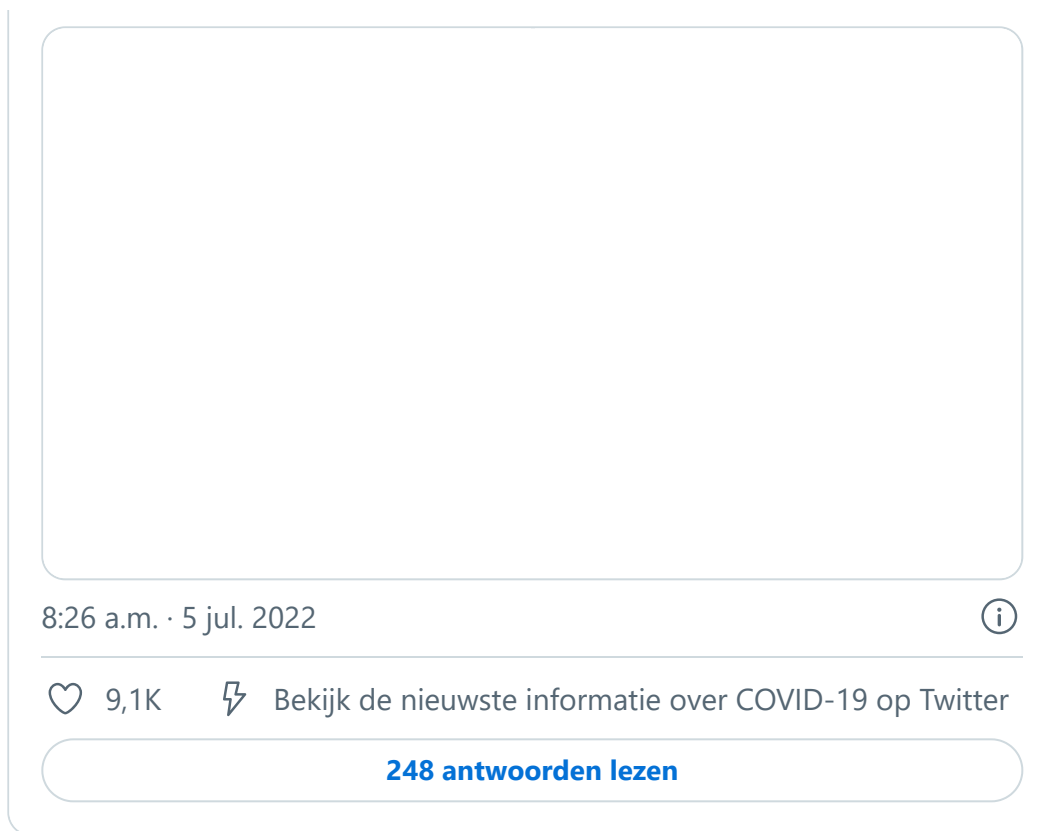 8:26 a.m. · 5 jul. 2022
9,1K Bekijk de nieuwste informatie over COVID-19 op Twitter
248 antwoorden lezen